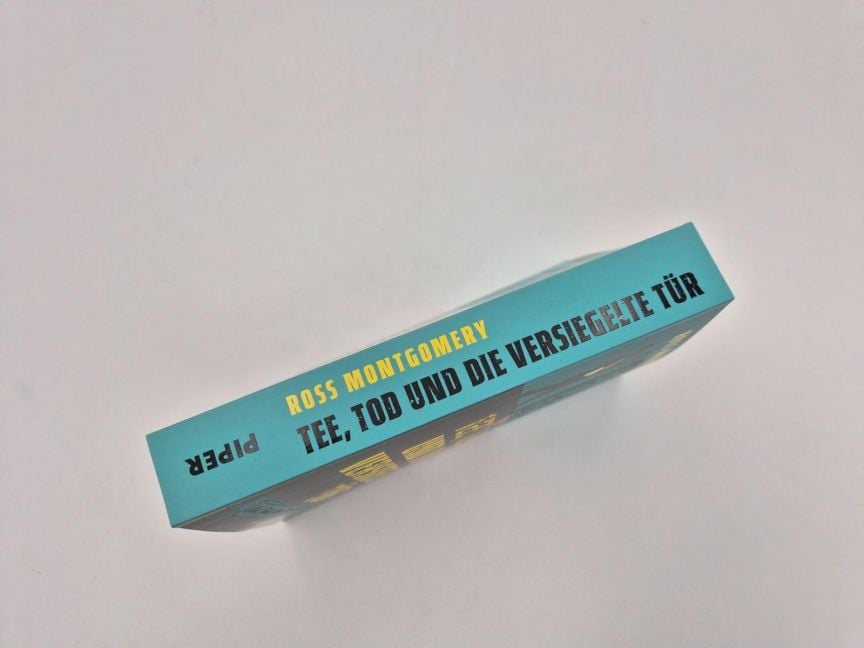 ROSS MONTGOMERY
TEE, TOD UND DIE VERSIEGELTE TÜR
PIPER